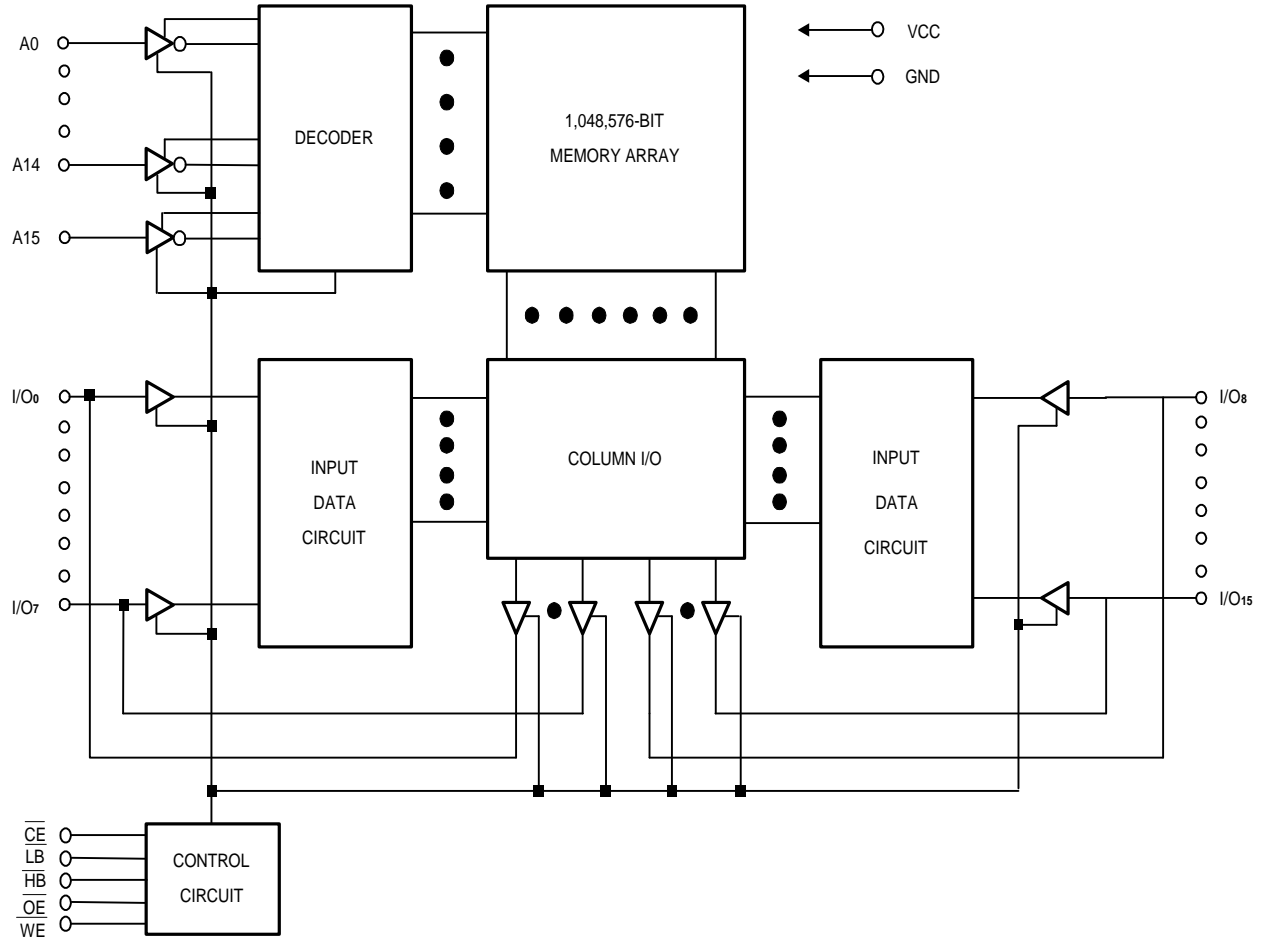 A0
A14
A15
DECODER
1,048,576-BIT
MEMORY ARRAY
VCC
GND
I/O0
I/O7
INPUT
DATA
CIRCUIT
COLUMN I/O
INPUT
DATA
CIRCUIT
I/O8
I/O15
CE
LB
HB
OE
WE
CONTROL
CIRCUIT